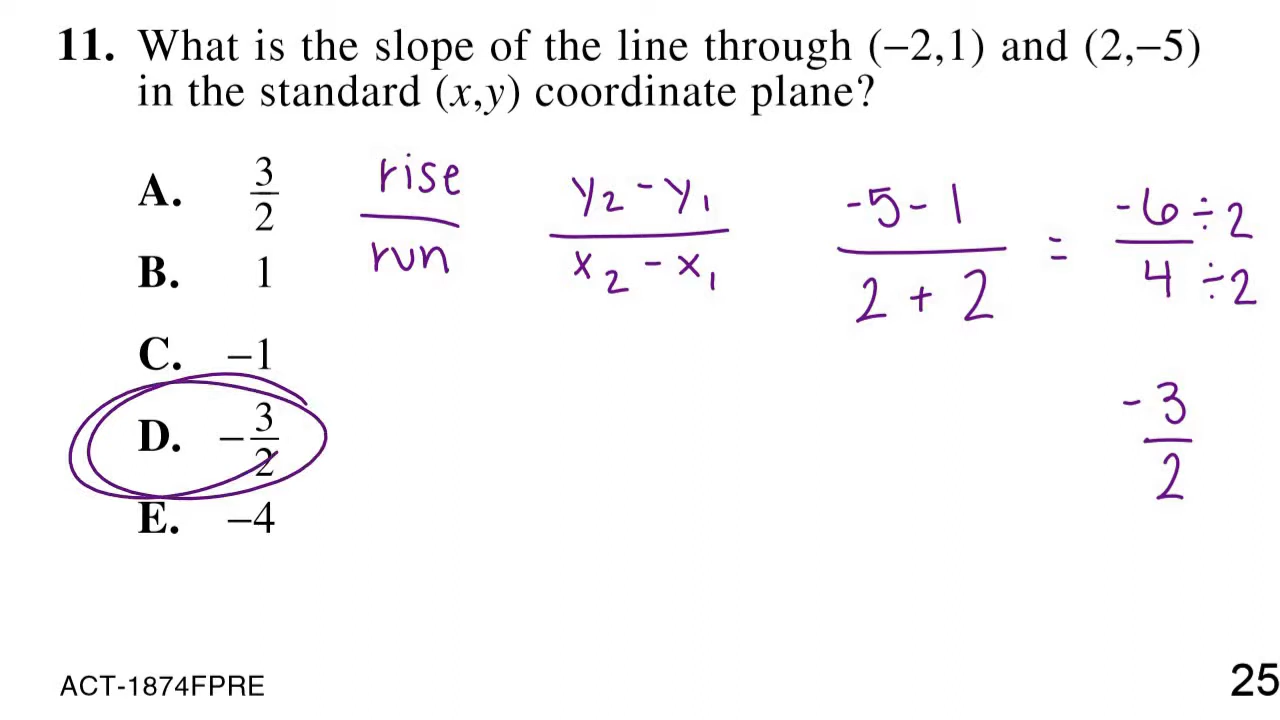 11. What is the slope of the line through (−2,1) and (2,−5)
in the standard (x,y) coordinate plane?
A. 3/2
B. 1
C. −1
D. −3/2
E. −4
rise
run
y2 - y1
x2 - x1
-5 - 1
2 + 2
=
-6 ÷2
4 ÷2
-3
2
ACT-1874FPRE
25